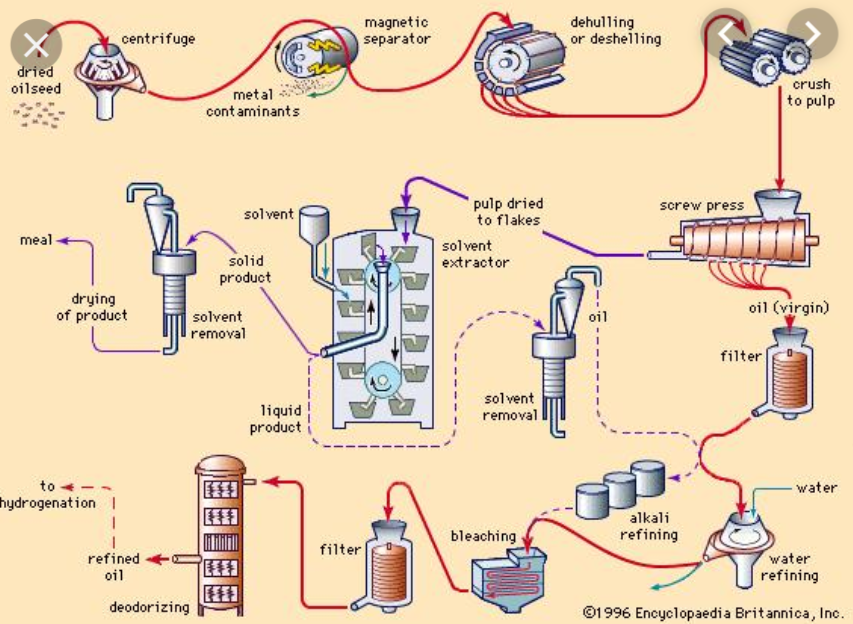 centrifuge
magnetic
separator
dehulling
or deshelling
dried
oilseed
metal
contaminants
crush
to pulp
solvent
pulp dried
to flakes
screw press
meal
solid
product
solvent
extractor
drying
of product
solvent
removal
oil
oil (virgin)
filter
liquid
product
solvent
removal
to
hydrogenation
water
alkali
refining
bleaching
filter
refined
oil
water
refining
deodorizing
©1996 Encyclopaedia Britannica, Inc.